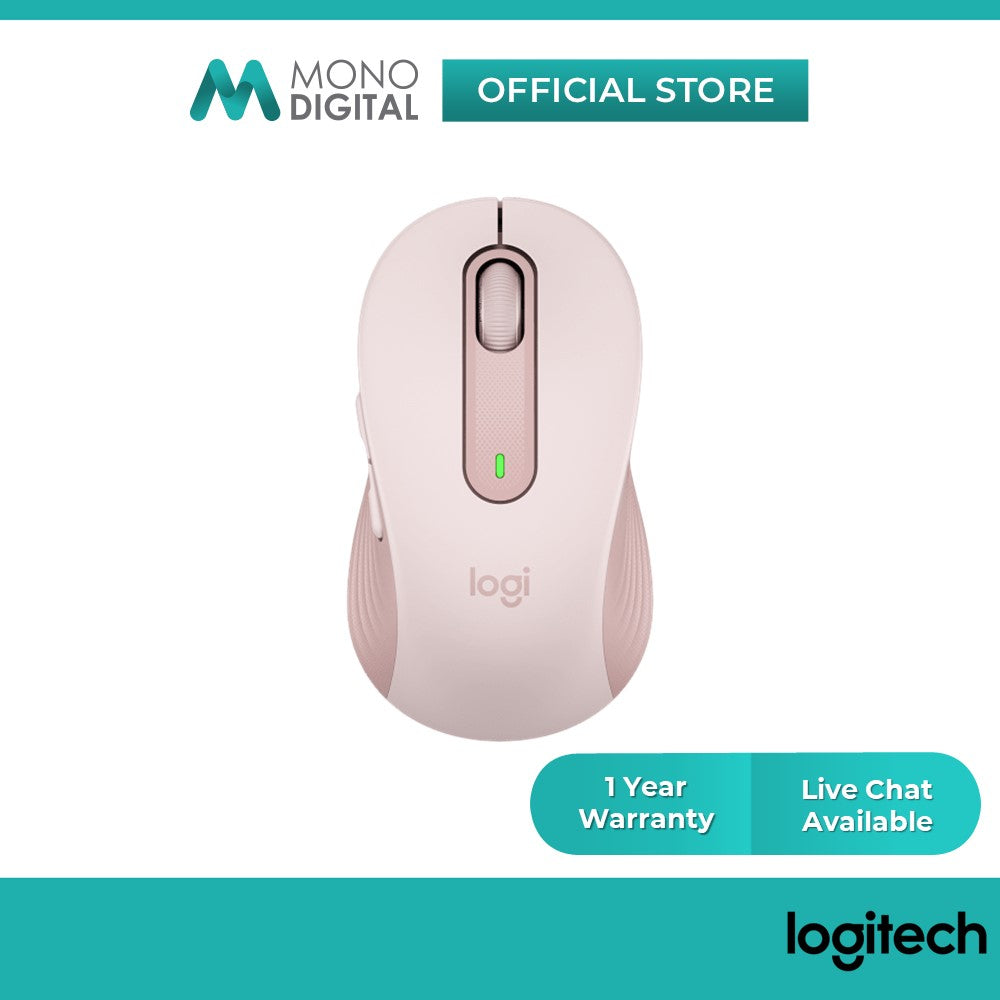 MONO
DIGITAL
OFFICIAL STORE
logi
1 Year
Warranty
Live Chat
Available
logitech